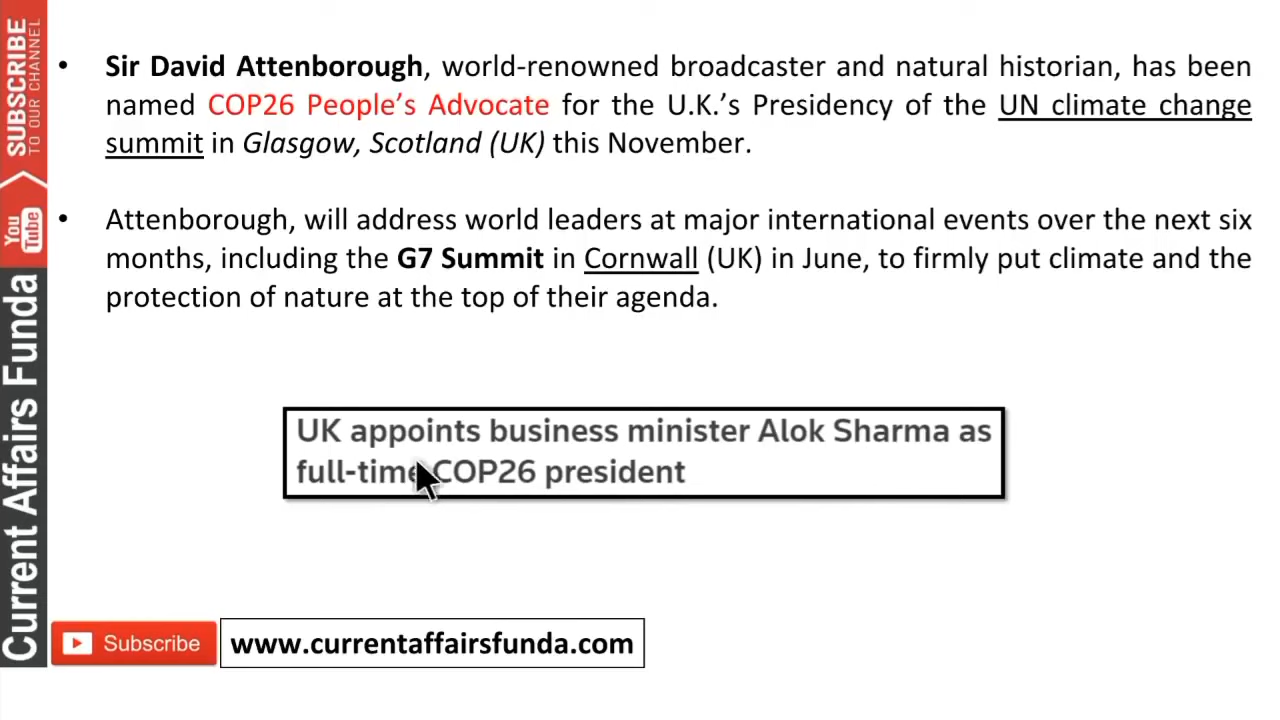 • Sir David Attenborough, world-renowned broadcaster and natural historian, has been
named COP26 People’s Advocate for the U.K.’s Presidency of the UN climate change
summit in Glasgow, Scotland (UK) this November.
• Attenborough, will address world leaders at major international events over the next six
months, including the G7 Summit in Cornwall (UK) in June, to firmly put climate and the
protection of nature at the top of their agenda.
UK appoints business minister Alok Sharma as
full-time COP26 president
Subscribe
www.currentaffairsfunda.com
SUBSCRIBE
TO OUR CHANNEL
You
Tube
Current Affairs Funda